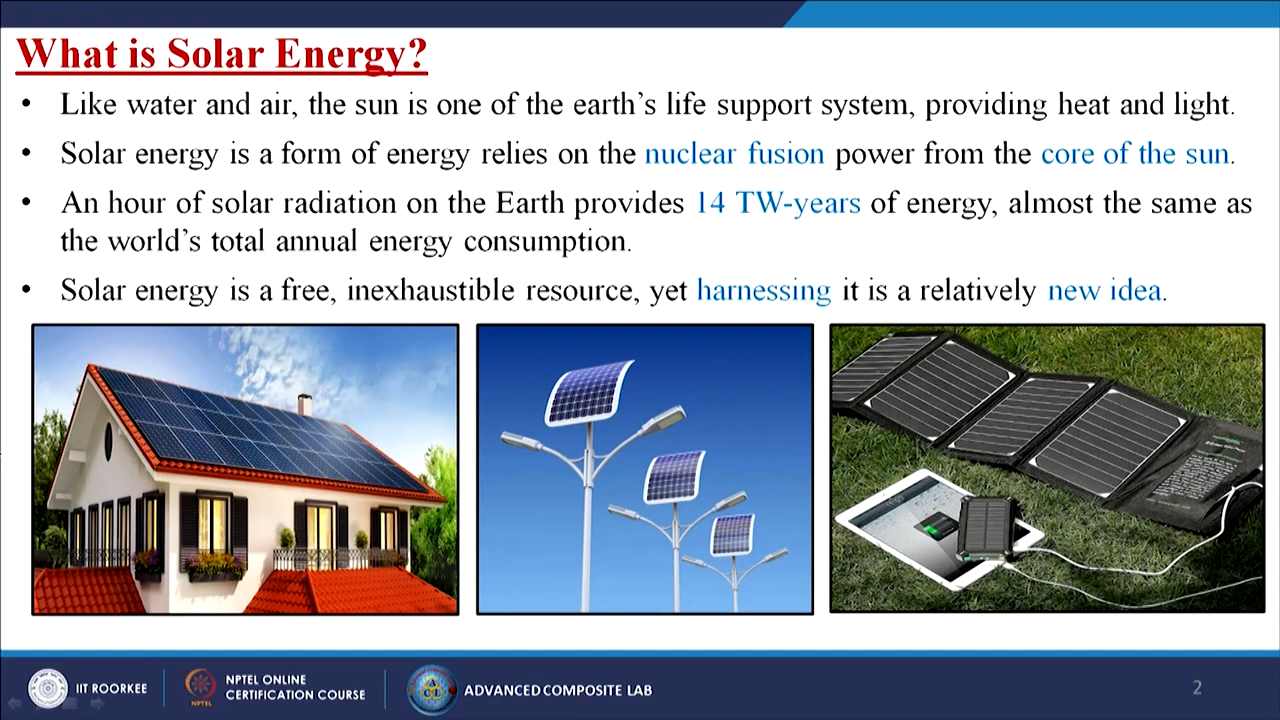 What is Solar Energy?
• Like water and air, the sun is one of the earth's life support system, providing heat and light.
• Solar energy is a form of energy relies on the nuclear fusion power from the core of the sun.
• An hour of solar radiation on the Earth provides 14 TW-years of energy, almost the same as
the world's total annual energy consumption.
• Solar energy is a free, inexhaustible resource, yet harnessing it is a relatively new idea.
IIT ROORKEE
NPTEL
NPTEL ONLINE
CERTIFICATION COURSE
ADVANCED COMPOSITE LAB
2